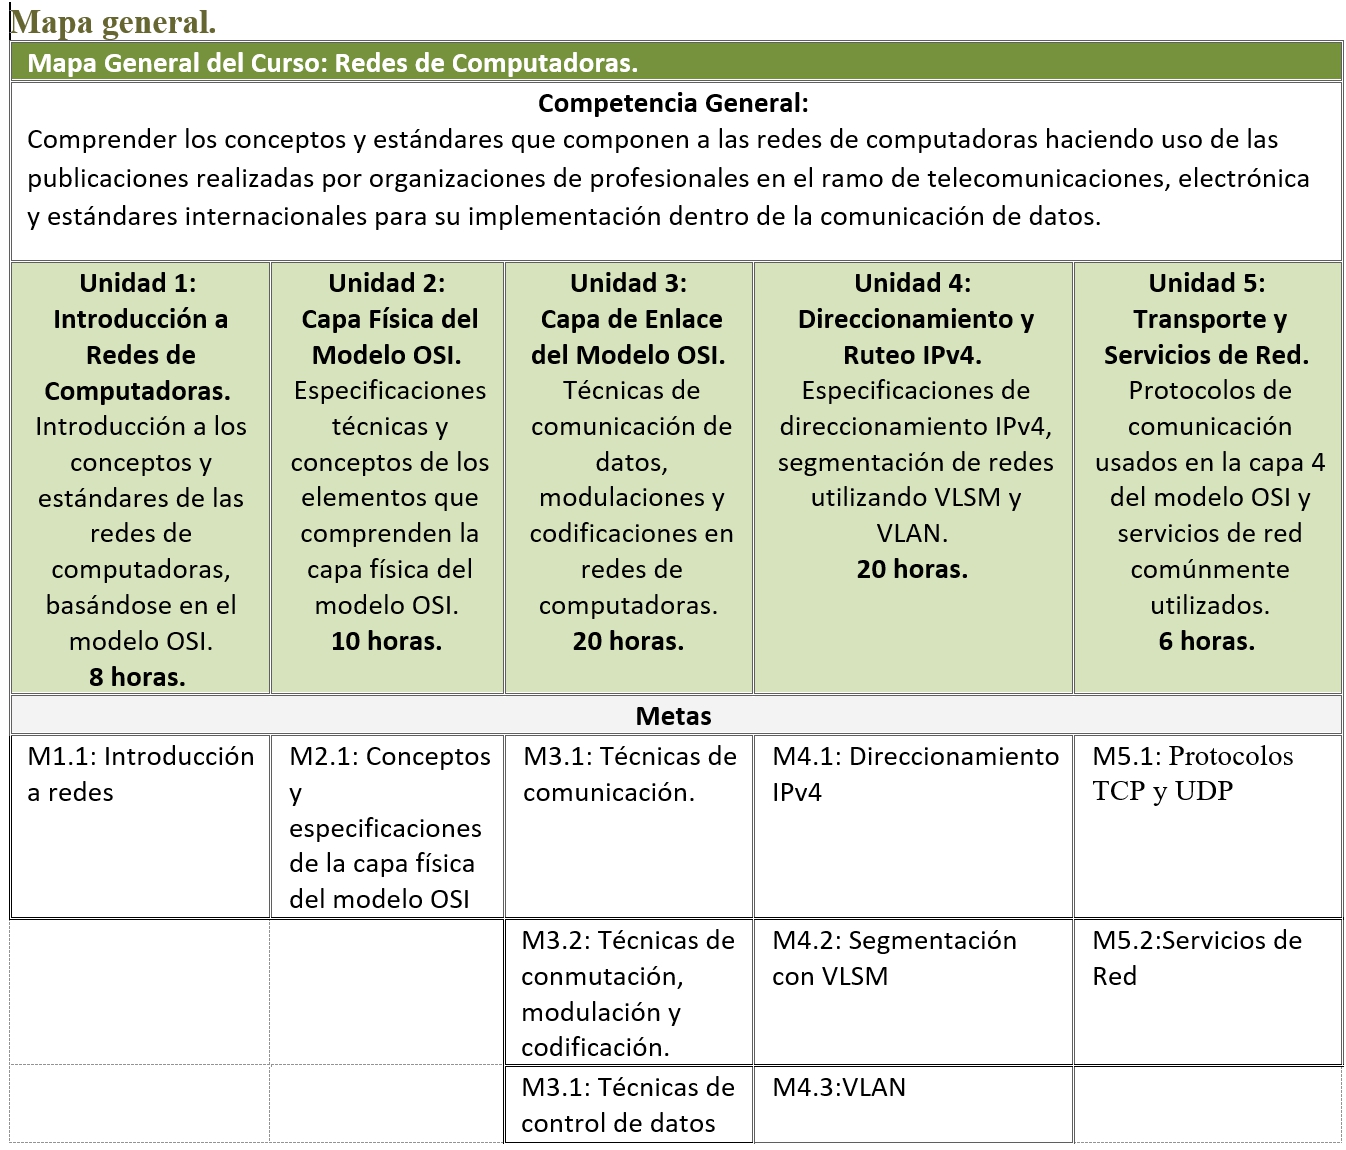 Mapa general.
Mapa General del Curso: Redes de Computadoras.
Competencia General:
Comprender los conceptos y estándares que componen a las redes de computadoras haciendo uso de las
publicaciones realizadas por organizaciones de profesionales en el ramo de telecomunicaciones, electrónica
y estándares internacionales para su implementación dentro de la comunicación de datos.
Unidad 1:
Introducción a
Redes de
Computadoras.
Introducción a los
conceptos y
estándares de las
redes de
computadoras,
basándose en el
modelo OSI.
8 horas.
Unidad 2:
Capa Física del
Modelo OSI.
Especificaciones
técnicas y
conceptos de los
elementos que
comprenden la
capa física del
modelo OSI.
10 horas.
Unidad 3:
Capa de Enlace
del Modelo OSI.
Técnicas de
comunicación de
datos,
modulaciones y
codificaciones en
redes de
computadoras.
20 horas.
Unidad 4:
Direccionamiento y
Ruteo IPv4.
Especificaciones de
direccionamiento IPv4,
segmentación de redes
utilizando VLSM y
VLAN.
20 horas.
Unidad 5:
Transporte y
Servicios de Red.
Protocolos de
comunicación
usados en la capa 4
del modelo OSI y
servicios de red
comúnmente
utilizados.
6 horas.
Metas
M1.1: Introducción
a redes
M2.1: Conceptos
y
especificaciones
de la capa física
del modelo OSI
M3.1: Técnicas de
comunicación.
M4.1: Direccionamiento
IPv4
M5.1: Protocolos
TCP y UDP
M3.2: Técnicas de
conmutación,
modulación y
codificación.
M4.2: Segmentación
con VLSM
M5.2:Servicios de
Red
M3.1: Técnicas de
control de datos
M4.3:VLAN